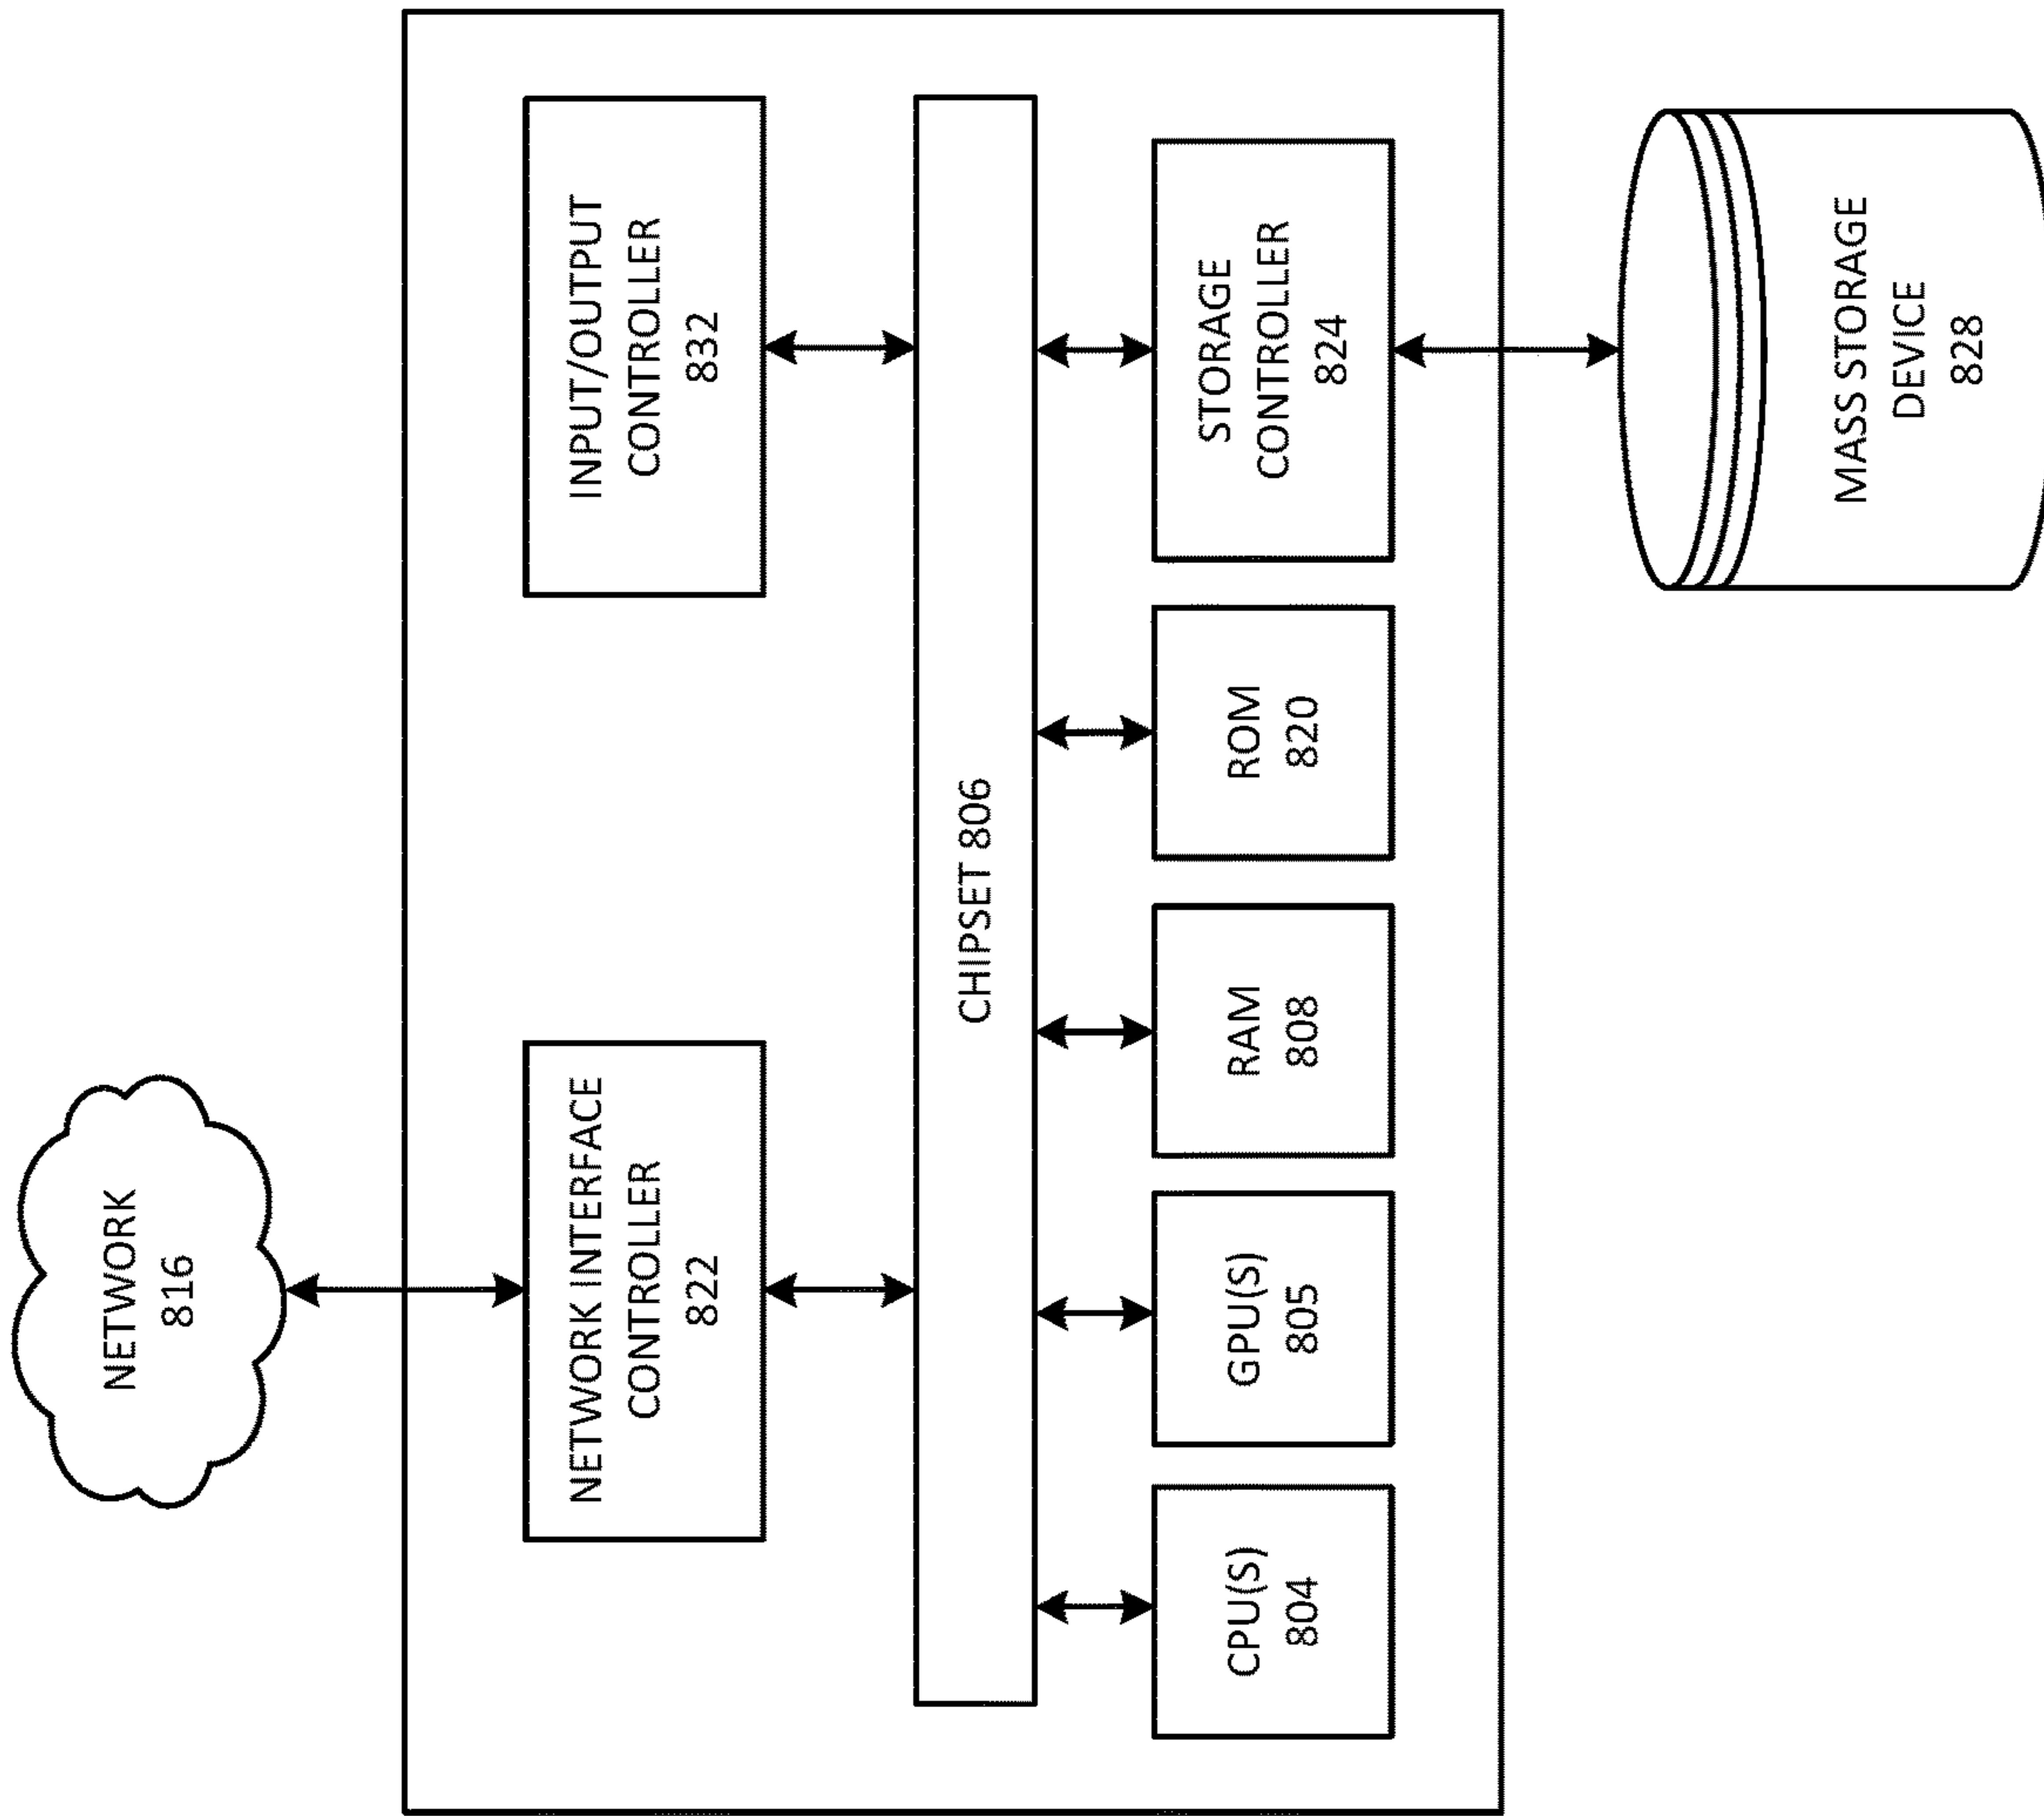 NETWORK
816
NETWORK INTERFACE
CONTROLLER
822
INPUT/OUTPUT
CONTROLLER
832
CHIPSET 806
CPU(S)
804
GPU(S)
805
RAM
808
ROM
820
STORAGE
CONTROLLER
824
MASS STORAGE
DEVICE
828